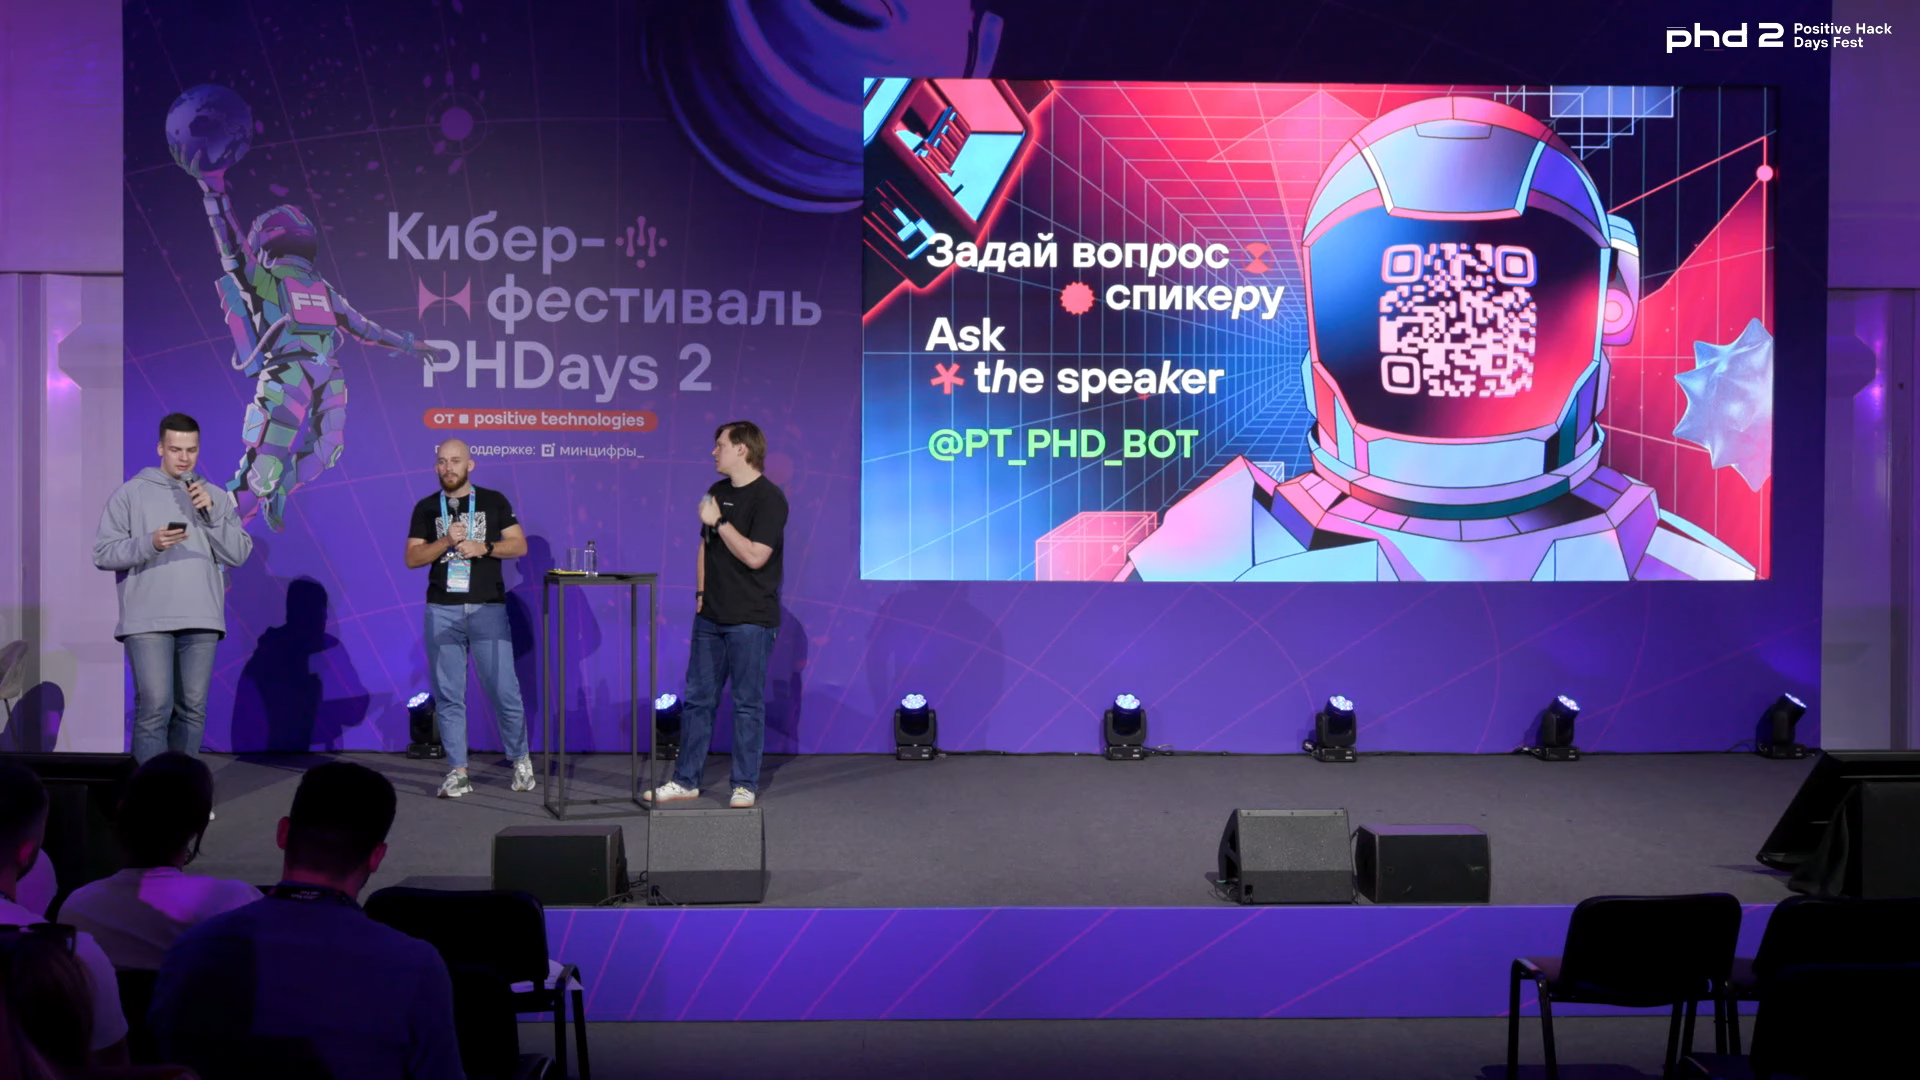 phd 2 Positive Hack
Days Fest
Кибер-
фестиваль
PHDays 2
от positive technologies
оддержке: минцифры_
Задай вопрос
спикеру
Ask
the speaker
@PT_PHD_BOT